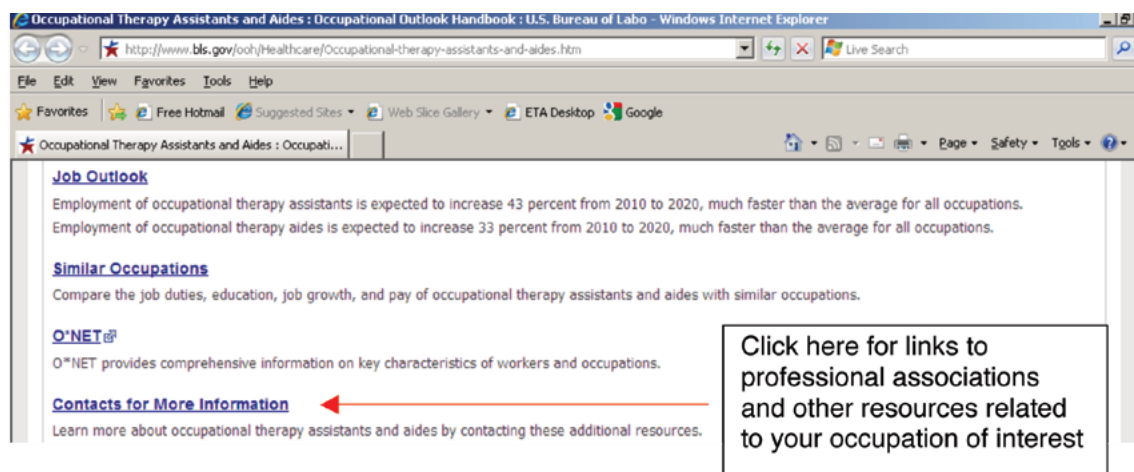 Occupational Therapy Assistants and Aides : Occupational Outlook Handbook : U.S. Bureau of Labo - Windows Internet Explorer
http://www.bls.gov/ooh/Healthcare/Occupational-therapy-assistants-and-aides.htm
Live Search
File Edit View Favorites Tools Help
Favorites Free Hotmail Suggested Sites Web Slice Gallery ETA Desktop Google
Occupational Therapy Assistants and Aides : Occupati...
Page Safety Tools
Job Outlook
Employment of occupational therapy assistants is expected to increase 43 percent from 2010 to 2020, much faster than the average for all occupations.
Employment of occupational therapy aides is expected to increase 33 percent from 2010 to 2020, much faster than the average for all occupations.
Similar Occupations
Compare the job duties, education, job growth, and pay of occupational therapy assistants and aides with similar occupations.
O*NET
O*NET provides comprehensive information on key characteristics of workers and occupations.
Contacts for More Information
Learn more about occupational therapy assistants and aides by contacting these additional resources.
Click here for links to
professional associations
and other resources related
to your occupation of interest